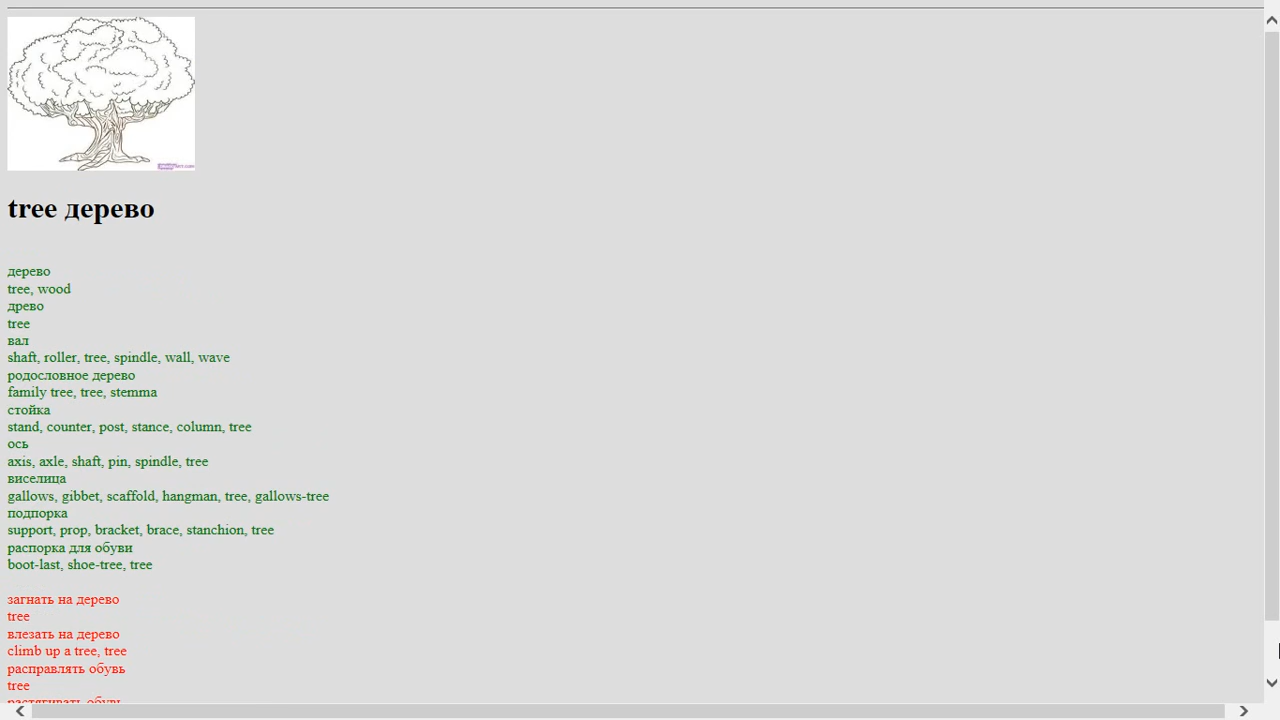 tree дерево
дерево
tree, wood
древо
tree
вал
shaft, roller, tree, spindle, wall, wave
родословное дерево
family tree, tree, stemma
стойка
stand, counter, post, stance, column, tree
ось
axis, axle, shaft, pin, spindle, tree
виселица
gallows, gibbet, scaffold, hangman, tree, gallows-tree
подпорка
support, prop, bracket, brace, stanchion, tree
распорка для обуви
boot-last, shoe-tree, tree
загнать на дерево
tree
влезать на дерево
climb up a tree, tree
расправлять обувь
tree
растягивать обувь